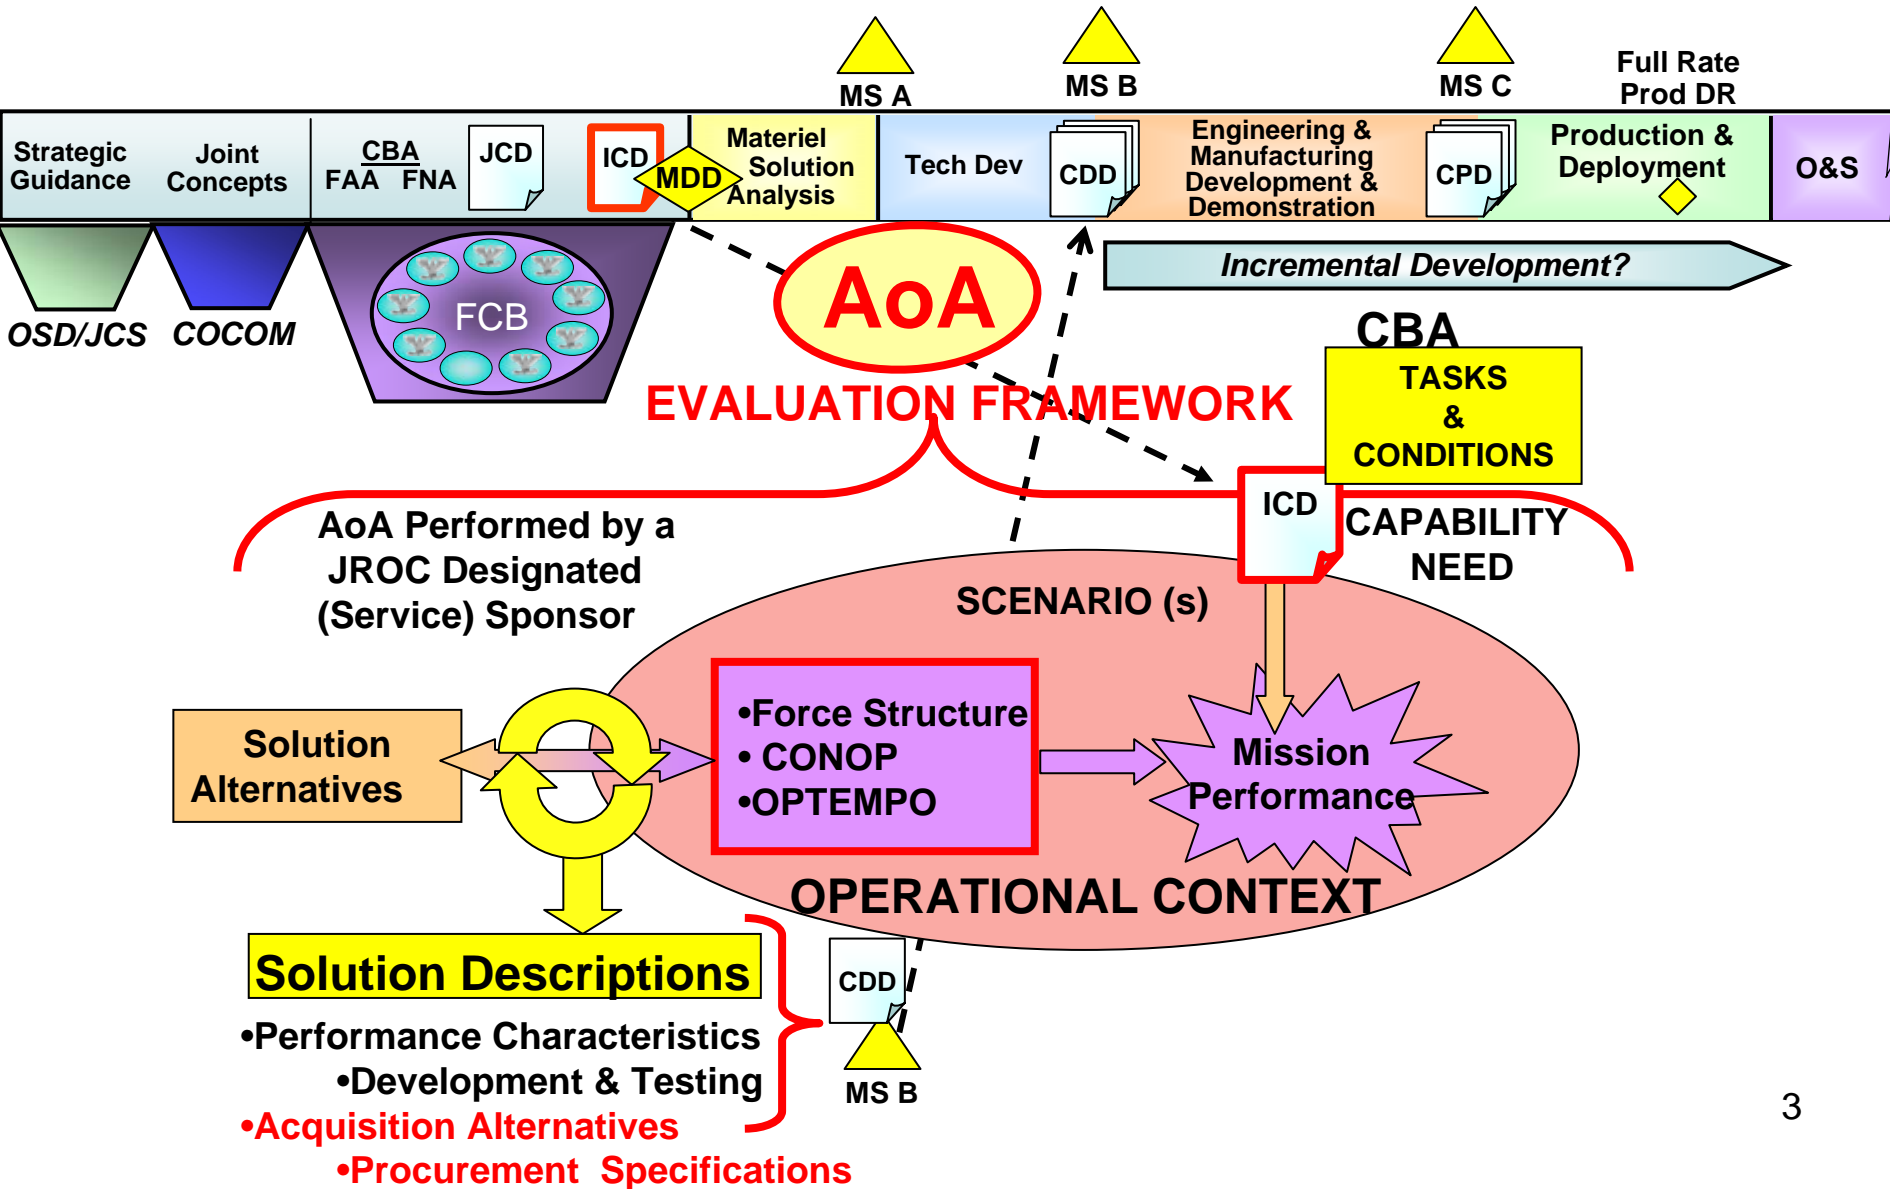 MS A
MS B
MS C
Full Rate
Prod DR
Strategic
Guidance
Joint
Concepts
CBA
FAA FNA
JCD
ICD
MDD
Materiel
Solution
Analysis
Tech Dev
CDD
Engineering &
Manufacturing
Development &
Demonstration
CPD
Production &
Deployment
O&S
OSD/JCS
COCOM
FCB
AoA
Incremental Development?
CBA
TASKS
&
CONDITIONS
EVALUATION FRAMEWORK
AoA Performed by a
JROC Designated
(Service) Sponsor
ICD
CAPABILITY
NEED
SCENARIO (s)
Solution
Alternatives
•Force Structure
• CONOP
•OPTEMPO
Mission
Performance
OPERATIONAL CONTEXT
Solution Descriptions
•Performance Characteristics
•Development & Testing
•Acquisition Alternatives
•Procurement Specifications
CDD
MS B
3